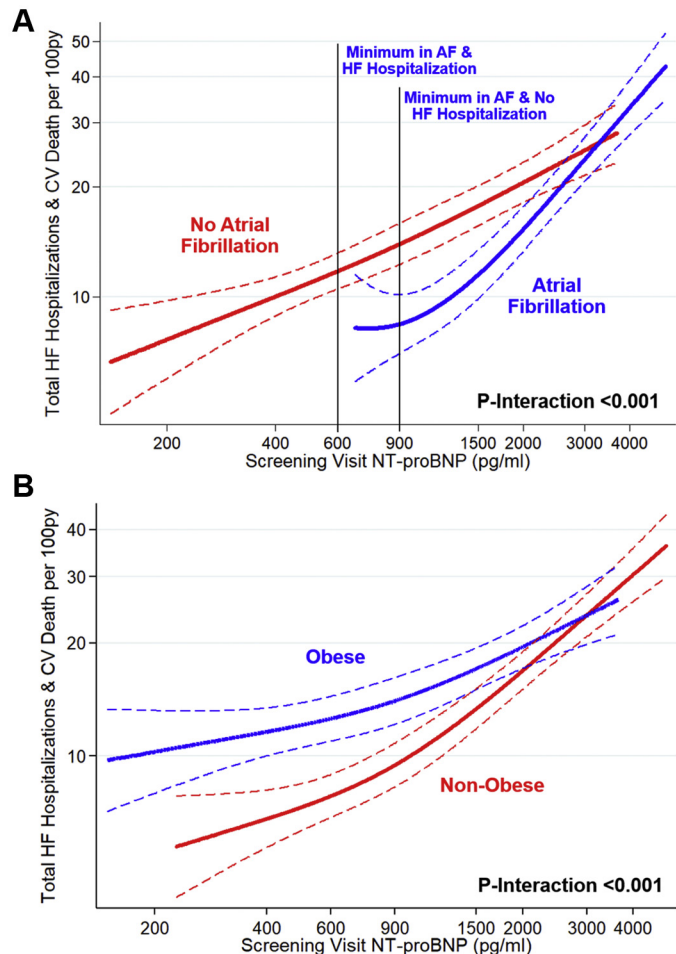 A
Total HF Hospitalizations & CV Death per 100py
50
40
30
20
10
Minimum in AF &
HF Hospitalization
Minimum in AF & No
HF Hospitalization
No Atrial
Fibrillation
Atrial
Fibrillation
P-Interaction <0.001
200 400 600 900 1500 2000 3000 4000
Screening Visit NT-proBNP (pg/ml)
B
Total HF Hospitalizations & CV Death per 100py
40
30
20
10
Obese
Non-Obese
P-Interaction <0.001
200 400 600 900 1500 2000 3000 4000
Screening Visit NT-proBNP (pg/ml)